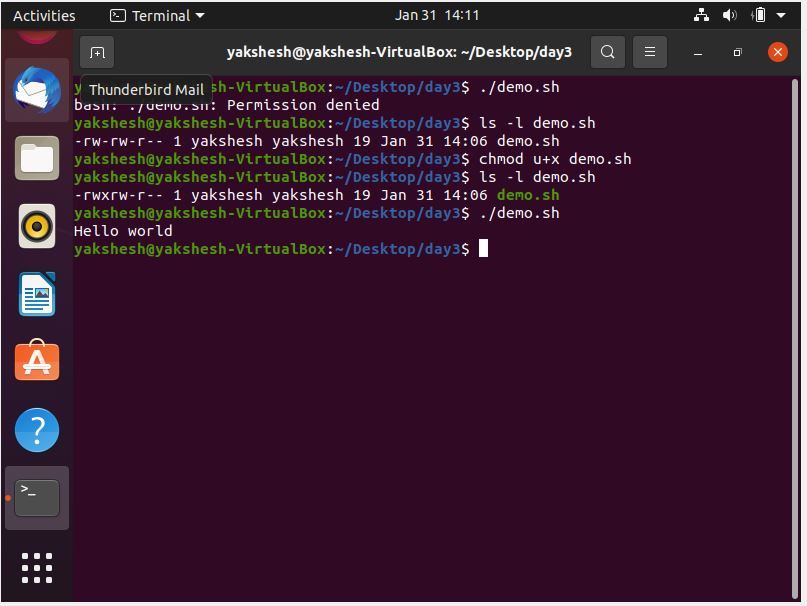 Activities
Terminal
Jan 31 14:11
yakshesh@yakshesh-VirtualBox: ~/Desktop/day3
Thunderbird Mail
sh-VirtualBox:~/Desktop/day3$ ./demo.sh
bash: ./demo.sh: Permission denied
yakshesh@yakshesh-VirtualBox:~/Desktop/day3$ ls -l demo.sh
-rw-rw-r-- 1 yakshesh yakshesh 19 Jan 31 14:06 demo.sh
yakshesh@yakshesh-VirtualBox:~/Desktop/day3$ chmod u+x demo.sh
yakshesh@yakshesh-VirtualBox:~/Desktop/day3$ ls -l demo.sh
-rwxrw-r-- 1 yakshesh yakshesh 19 Jan 31 14:06 demo.sh
yakshesh@yakshesh-VirtualBox:~/Desktop/day3$ ./demo.sh
Hello world
yakshesh@yakshesh-VirtualBox:~/Desktop/day3$